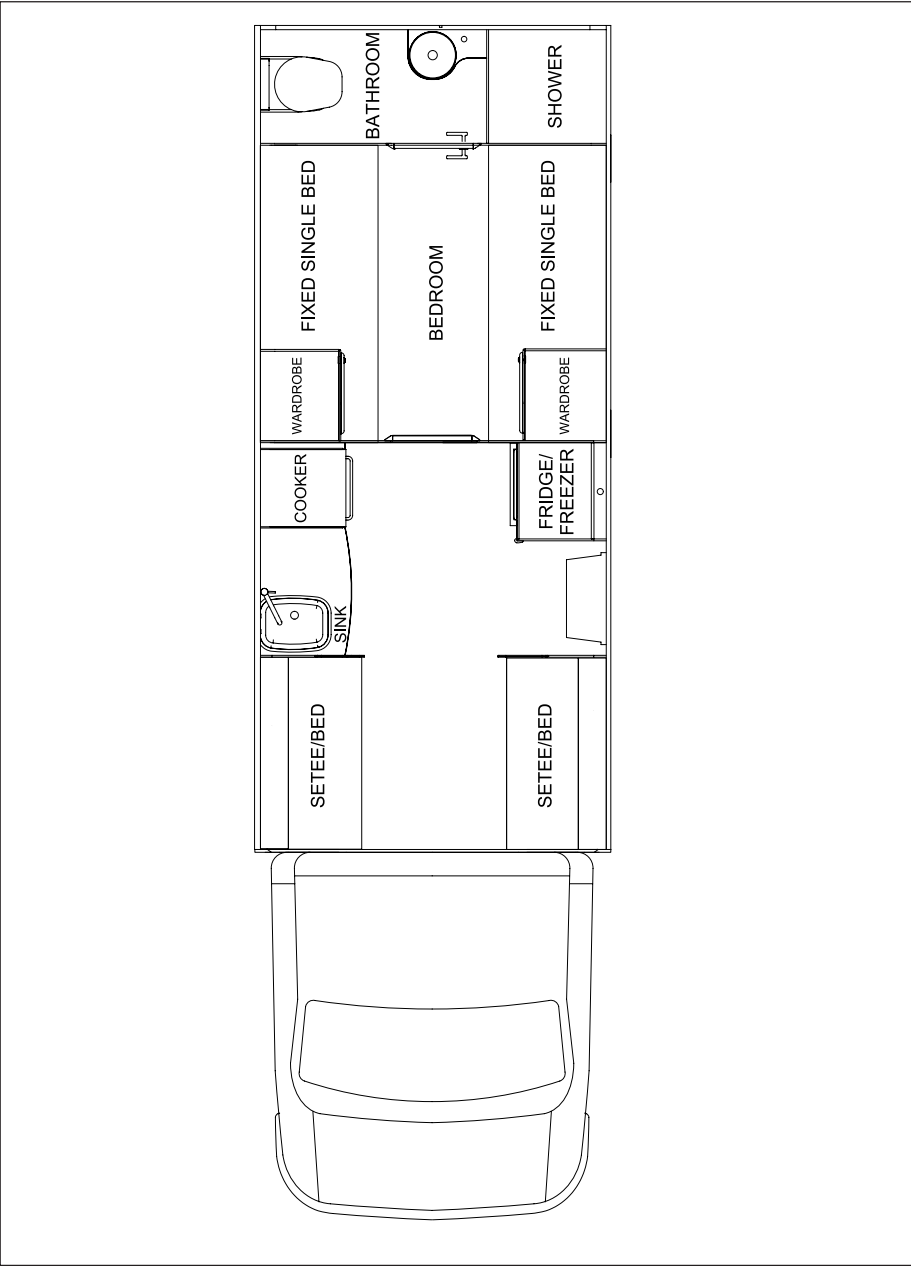 BATHROOM
SHOWER
FIXED SINGLE BED
BEDROOM
FIXED SINGLE BED
WARDROBE
WARDROBE
COOKER
FRIDGE/
FREEZER
SINK
SETEE/BED
SETEE/BED